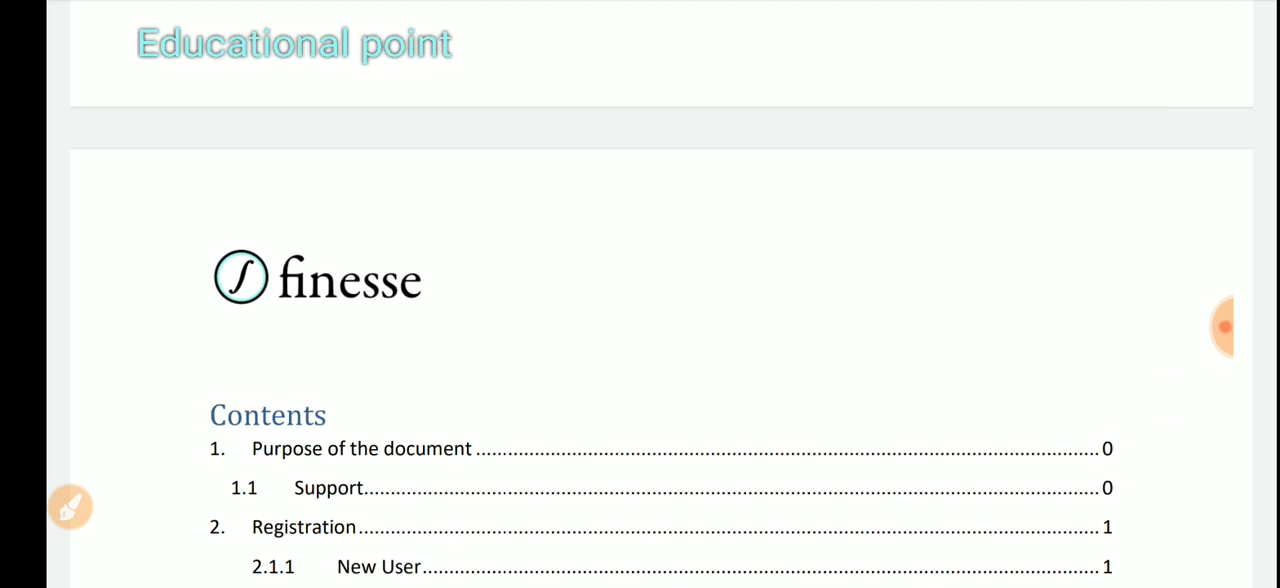 Educational point
finesse
Contents
1. Purpose of the document ........................................ 0
1.1 Support ........................................ 0
2. Registration ........................................ 1
2.1.1 New User ........................................ 1